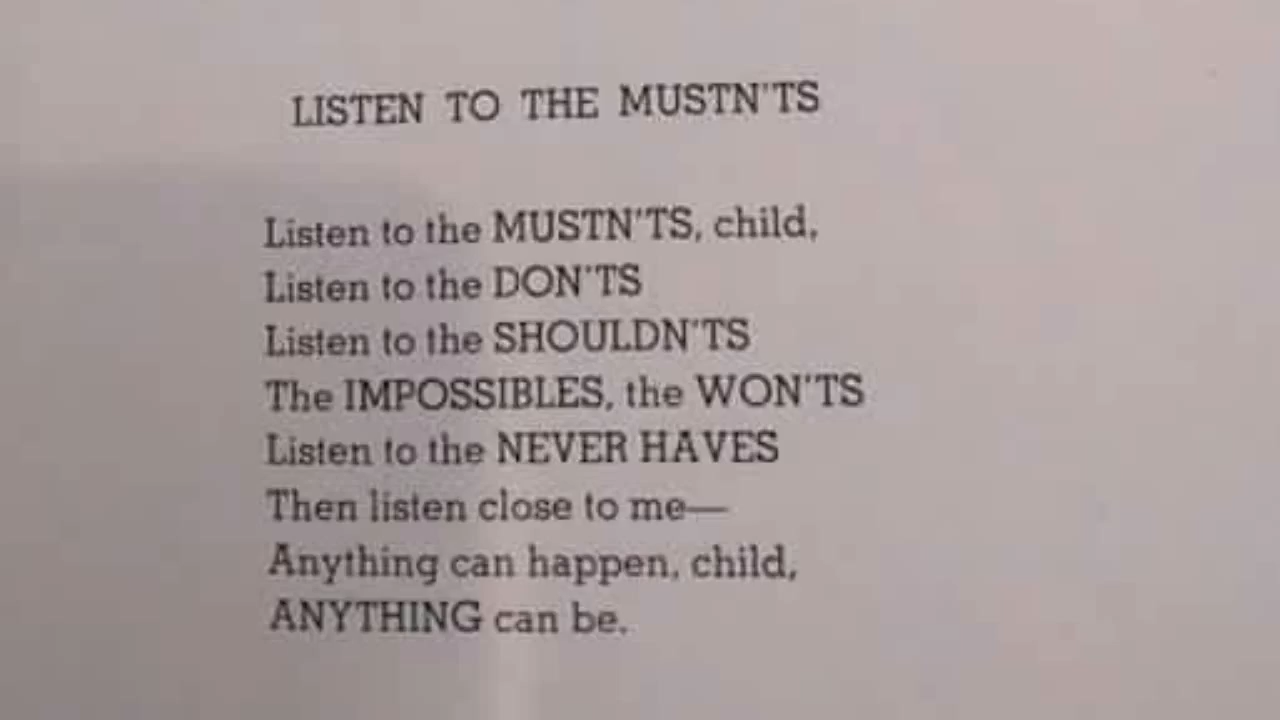 LISTEN TO THE MUSTN'TS
Listen to the MUSTN'TS, child,
Listen to the DON'TS
Listen to the SHOULDN'TS
The IMPOSSIBLES, the WON'TS
Listen to the NEVER HAVES
Then listen close to me—
Anything can happen, child,
ANYTHING can be.